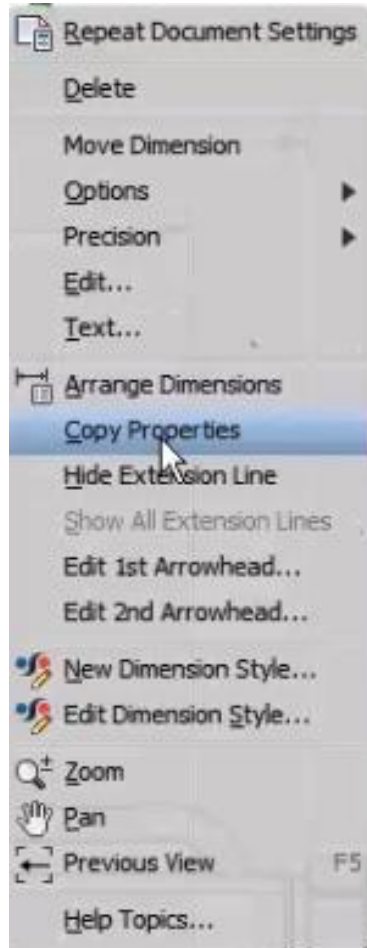 Repeat Document Settings
Delete
Move Dimension
Options
Precision
Edit...
Text...
Arrange Dimensions
Copy Properties
Hide Extension Line
Show All Extension Lines
Edit 1st Arrowhead...
Edit 2nd Arrowhead...
New Dimension Style...
Edit Dimension Style...
Zoom
Pan
Previous View F5
Help Topics...